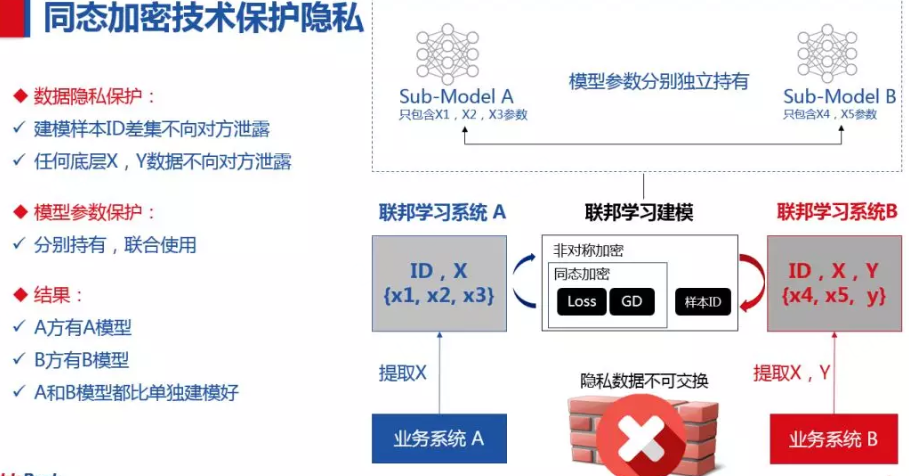 同态加密技术保护隐私
◆ 数据隐私保护：
✓ 建模样本ID差集不向对方泄露
✓ 任何底层X，Y数据不向对方泄露
◆ 模型参数保护：
✓ 分别持有，联合使用
◆ 结果：
✓ A方有A模型
✓ B方有B模型
✓ A和B模型都比单独建模好
模型参数分别独立持有
Sub-Model A
只包含X1，X2，X3参数
Sub-Model B
只包含X4，X5参数
联邦学习系统 A
联邦学习建模
联邦学习系统B
ID，X
{x1, x2, x3}
非对称加密
同态加密
Loss
GD
样本ID
ID，X，Y
{x4, x5, y}
提取X
隐私数据不可交换
提取X，Y
业务系统 A
业务系统 B